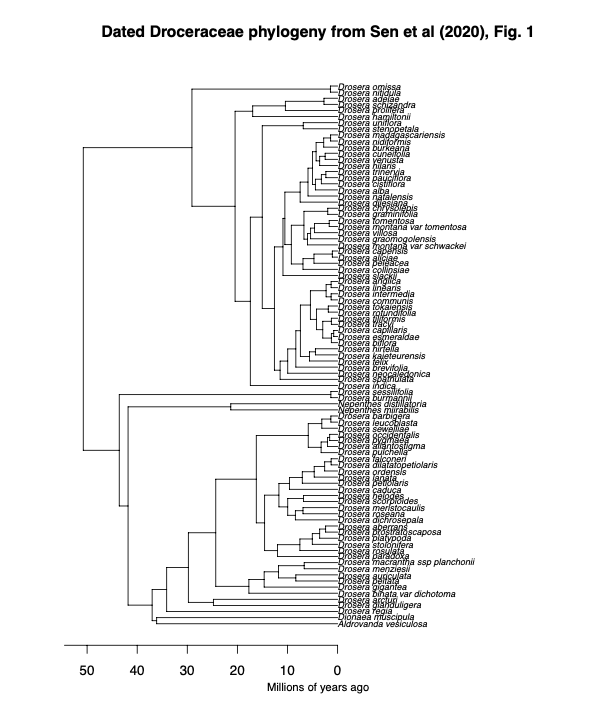 Dated Droceraceae phylogeny from Sen et al (2020), Fig. 1
Drosera omissa
Drosera nitidula
Drosera adelae
Drosera schizandra
Drosera prolifera
Drosera hamiltonii
Drosera uniflora
Drosera stenopetala
Drosera madagascariensis
Drosera nidiformis
Drosera burkeana
Drosera cuneifolia
Drosera venusta
Drosera hilaris
Drosera trinervia
Drosera pauciflora
Drosera cistiflora
Drosera alba
Drosera natalensis
Drosera dielsiana
Drosera chrysolepis
Drosera graminifolia
Drosera tomentosa
Drosera montana var tomentosa
Drosera villosa
Drosera graomogolensis
Drosera montana var schwackei
Drosera capensis
Drosera aliciae
Drosera peleacea
Drosera collinsiae
Drosera slackii
Drosera anglica
Drosera linearis
Drosera intermedia
Drosera communis
Drosera tokaiensis
Drosera rotundifolia
Drosera filiformis
Drosera tracyi
Drosera capillaris
Drosera esmeraldae
Drosera biflora
Drosera hirtella
Drosera kaieteurensis
Drosera felix
Drosera brevifolia
Drosera neocaledonica
Drosera spathulata
Drosera indica
Drosera sessilifolia
Drosera burmannii
Nepenthes distillatoria
Nepenthes mirabilis
Drosera barbigera
Drosera leucoblasta
Drosera sewelliae
Drosera occidentalis
Drosera pygmaea
Drosera allantostigma
Drosera pulchella
Drosera falconeri
Drosera dilatatopetiolaris
Drosera ordensis
Drosera lanata
Drosera petiolaris
Drosera caduca
Drosera helodes
Drosera scorpioides
Drosera meristocaulis
Drosera roseana
Drosera dichrosepala
Drosera aberrans
Drosera prostratoscaposa
Drosera platypoda
Drosera stolonifera
Drosera rosulata
Drosera paradoxa
Drosera macrantha ssp planchonii
Drosera menziesii
Drosera auriculata
Drosera peltata
Drosera gigantea
Drosera binata var dichotoma
Drosera arcturi
Drosera glanduligera
Drosera regia
Dionaea muscipula
Aldrovanda vesiculosa
50 40 30 20 10 0
Millions of years ago